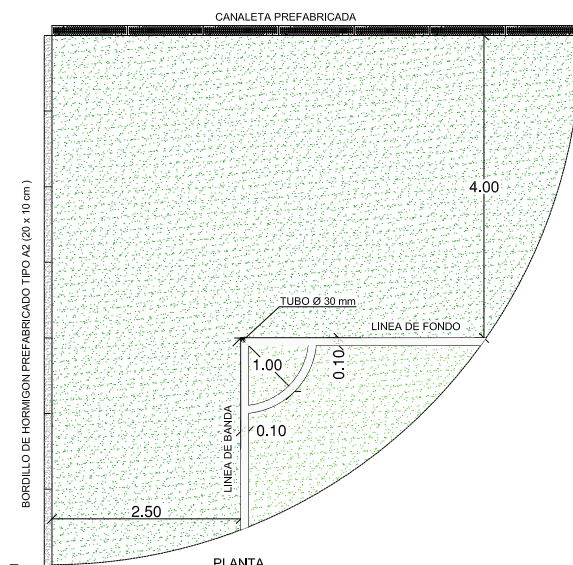 CANALETA PREFABRICADA
4.00
BORDILLO DE HORMIGON PREFABRICADO TIPO A2 (20 x 10 cm )
TUBO Ø 30 mm
LINEA DE FONDO
1.00
0.10
LINEA DE BANDA
0.10
2.50
PLANTA